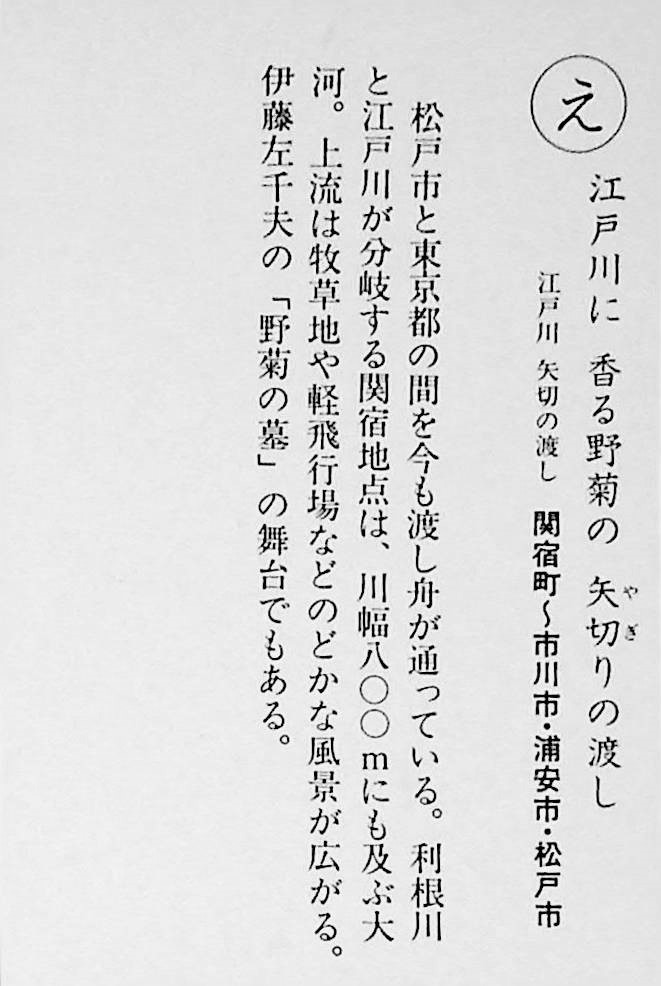 え
江戸川に 香る野菊の 矢切りの渡し
やぎ
江戸川 矢切の渡し 関宿町〜市川市・浦安市・松戸市
松戸市と東京都の間を今も渡し舟が通っている。利根川
と江戸川が分岐する関宿地点は、川幅八〇〇mにも及ぶ大
河。上流は牧草地や軽飛行場などのどかな風景が広がる。
伊藤左千夫の「野菊の墓」の舞台でもある。